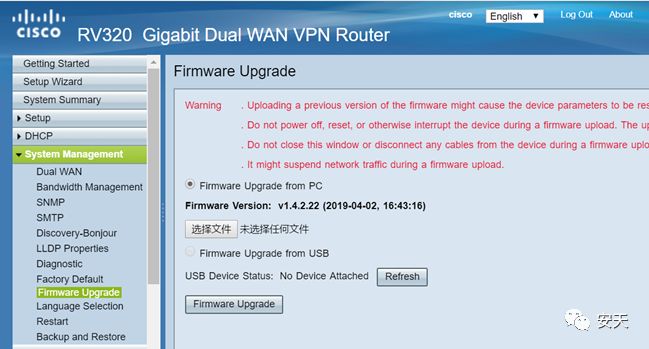 cisco English Log Out About
CISCO RV320 Gigabit Dual WAN VPN Router
Getting Started
Setup Wizard
System Summary
Setup
DHCP
System Management
Dual WAN
Bandwidth Management
SNMP
SMTP
Discovery-Bonjour
LLDP Properties
Diagnostic
Factory Default
Firmware Upgrade
Language Selection
Restart
Backup and Restore
Firmware Upgrade
Warning . Uploading a previous version of the firmware might cause the device parameters to be res
. Do not power off, reset, or otherwise interrupt the device during a firmware upload. The up
. Do not close this window or disconnect any cables from the device during a firmware uplo
. It might suspend network traffic during a firmware upload.
Firmware Upgrade from PC
Firmware Version: v1.4.2.22 (2019-04-02, 16:43:16)
选择文件 未选择任何文件
Firmware Upgrade from USB
USB Device Status: No Device Attached Refresh
Firmware Upgrade
安天